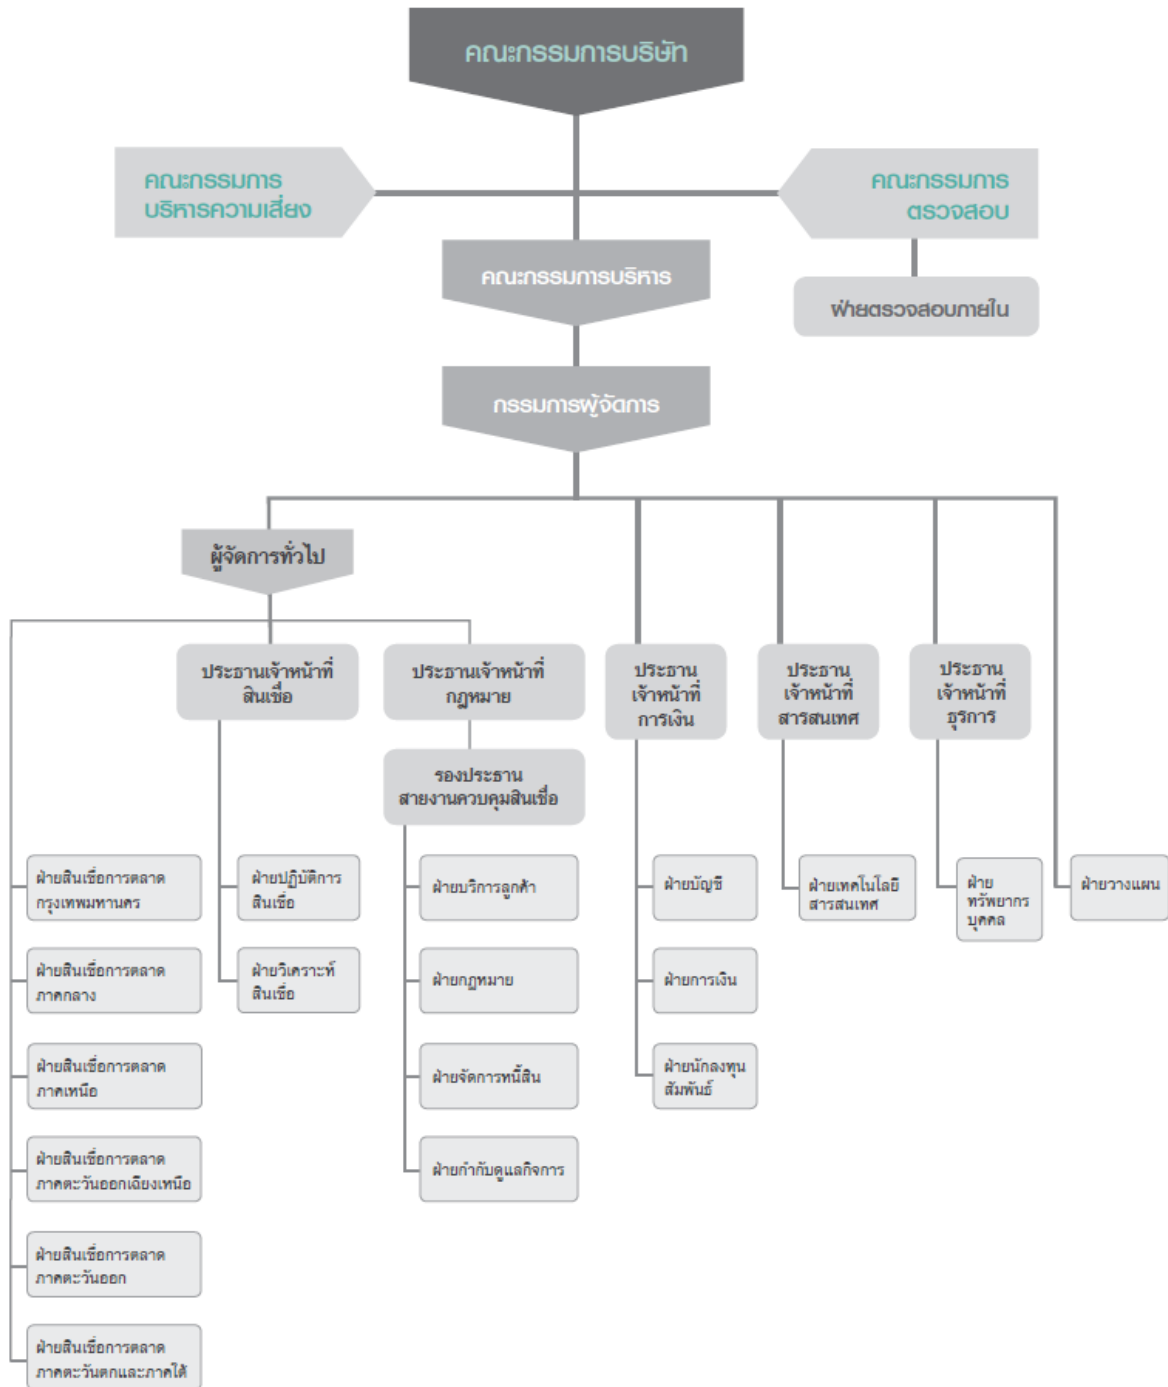 คณะกรรมการบริษัท
คณะกรรมการ
บริหารความเสี่ยง
คณะกรรมการ
ตรวจสอบ
คณะกรรมการบริหาร
ฝ่ายตรวจสอบภายใน
กรรมการผู้จัดการ
ผู้จัดการทั่วไป
ประธานเจ้าหน้าที่
สินเชื่อ
ประธานเจ้าหน้าที่
กฎหมาย
ประธาน
เจ้าหน้าที่
การเงิน
ประธาน
เจ้าหน้าที่
สารสนเทศ
ประธาน
เจ้าหน้าที่
ธุรการ
รองประธาน
สายงานควบคุมสินเชื่อ
ฝ่ายสินเชื่อการตลาด
กรุงเทพมหานคร
ฝ่ายปฏิบัติการ
สินเชื่อ
ฝ่ายบริการลูกค้า
ฝ่ายบัญชี
ฝ่ายเทคโนโลยี
สารสนเทศ
ฝ่าย
ทรัพยากร
บุคคล
ฝ่ายวางแผน
ฝ่ายสินเชื่อการตลาด
ภาคกลาง
ฝ่ายวิเคราะห์
สินเชื่อ
ฝ่ายกฎหมาย
ฝ่ายการเงิน
ฝ่ายสินเชื่อการตลาด
ภาคเหนือ
ฝ่ายจัดการหนี้สิน
ฝ่ายนักลงทุน
สัมพันธ์
ฝ่ายสินเชื่อการตลาด
ภาคตะวันออกเฉียงเหนือ
ฝ่ายกำกับดูแลกิจการ
ฝ่ายสินเชื่อการตลาด
ภาคตะวันออก
ฝ่ายสินเชื่อการตลาด
ภาคตะวันตกและภาคใต้